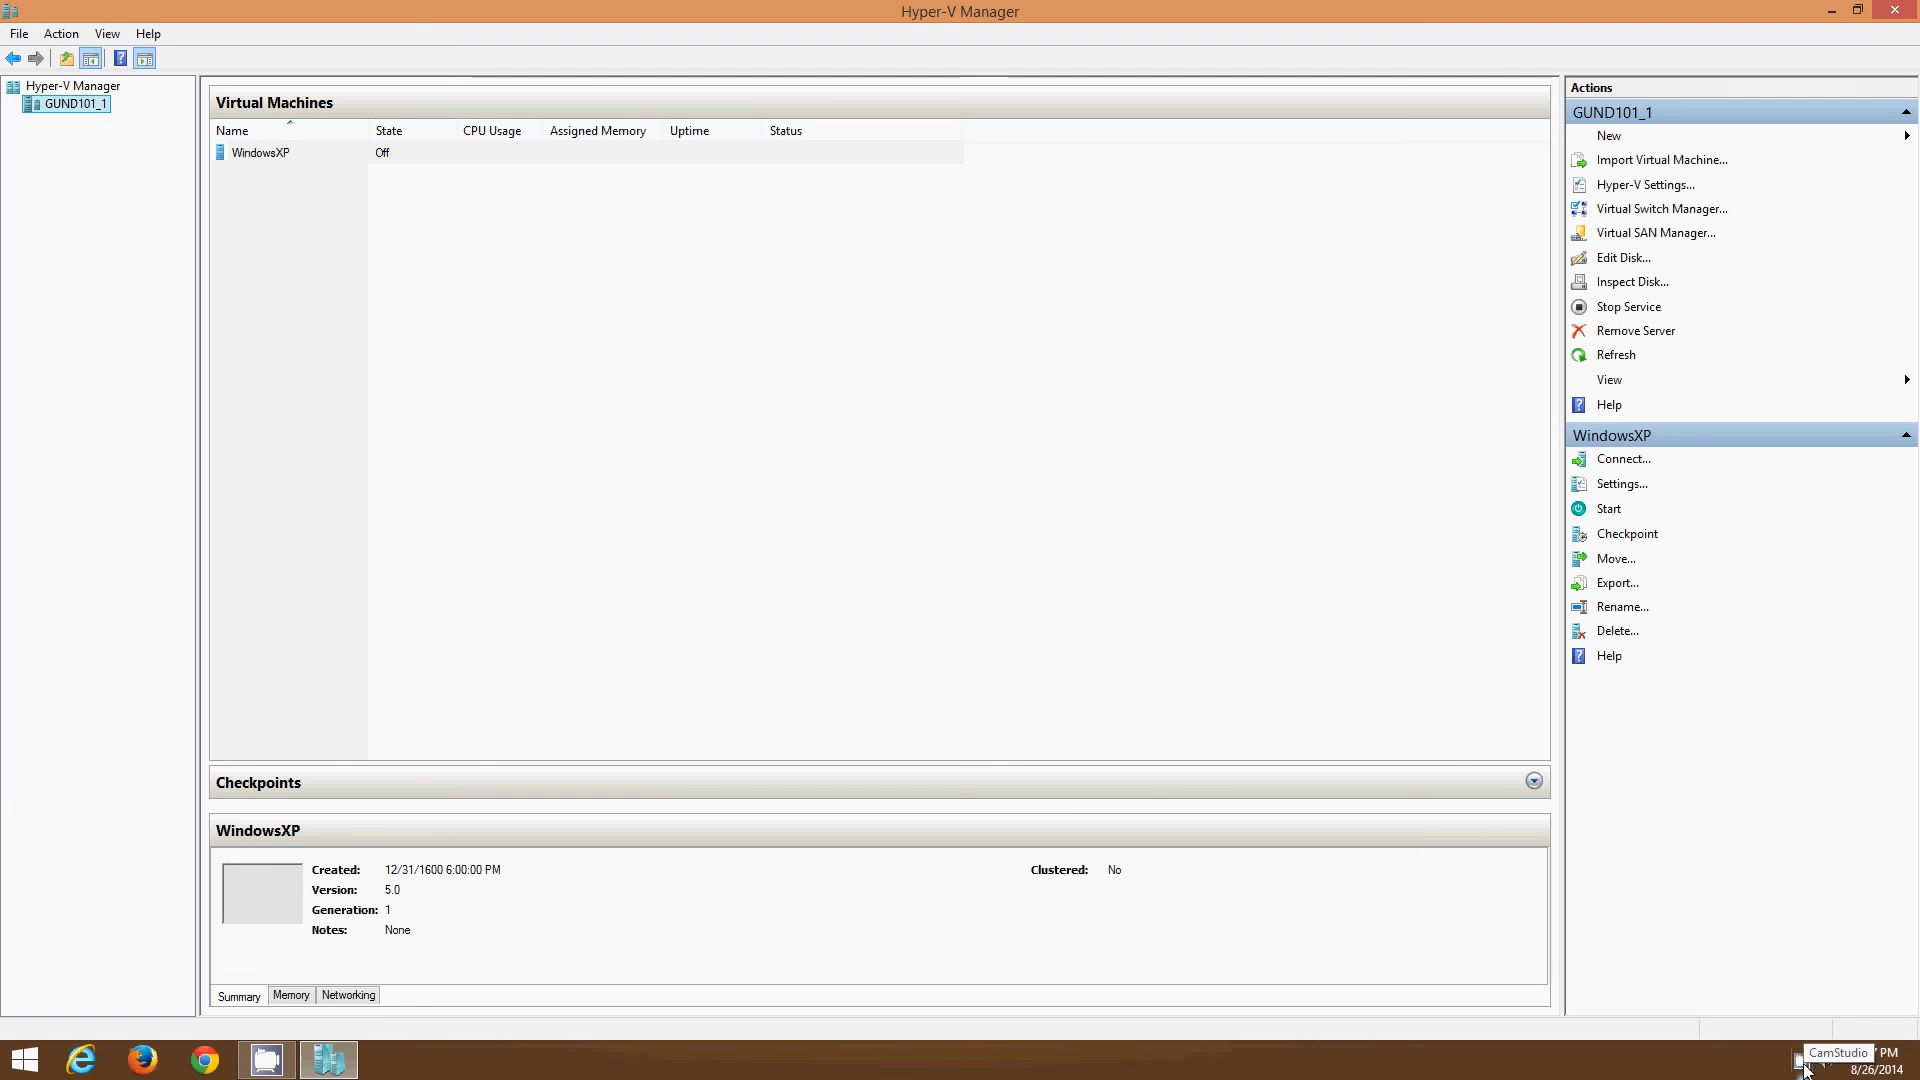 Hyper-V Manager
File Action View Help
Hyper-V Manager
GUND101_1
Virtual Machines
Name State CPU Usage Assigned Memory Uptime Status
WindowsXP Off
Checkpoints
WindowsXP
Created: 12/31/1600 6:00:00 PM Clustered: No
Version: 5.0
Generation: 1
Notes: None
Summary Memory Networking
Actions
GUND101_1
New
Import Virtual Machine...
Hyper-V Settings...
Virtual Switch Manager...
Virtual SAN Manager...
Edit Disk...
Inspect Disk...
Stop Service
Remove Server
Refresh
View
Help
WindowsXP
Connect...
Settings...
Start
Checkpoint
Move...
Export...
Rename...
Delete...
Help
CamStudio PM
8/26/2014